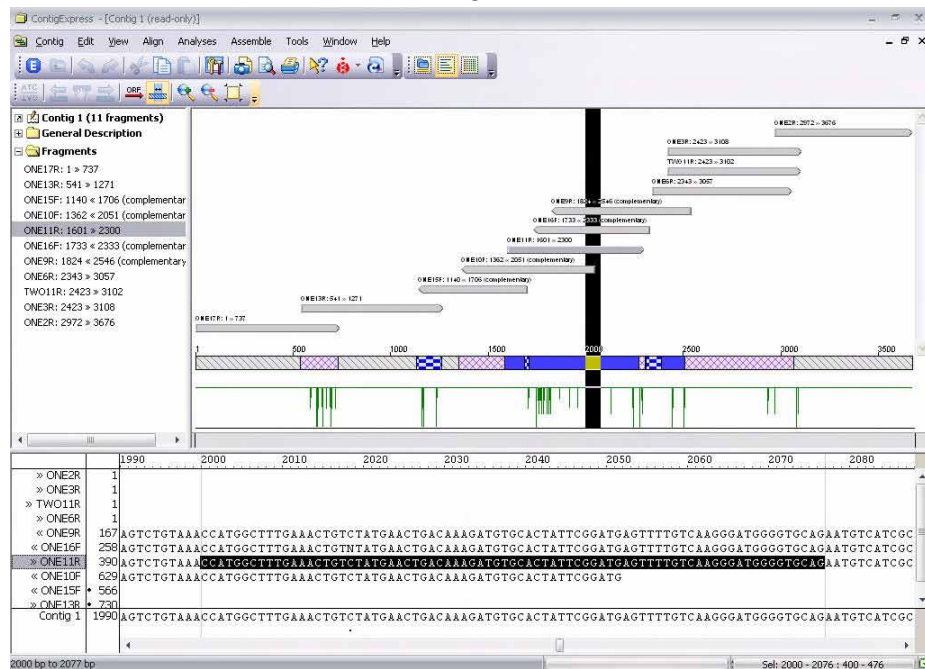 ContigExpress - [Contig 1 (read-only)]
Contig Edit View Align Analyses Assemble Tools Window Help
ORF
Contig 1 (11 fragments)
General Description
Fragments
ONE17R: 1 » 737
ONE13R: 541 » 1271
ONE15F: 1140 « 1706 (complementar
ONE10F: 1362 « 2051 (complementar
ONE11R: 1601 » 2300
ONE16F: 1733 « 2333 (complementar
ONE9R: 1824 « 2546 (complementary
ONE6R: 2343 » 3057
TWO11R: 2423 » 3102
ONE3R: 2423 » 3108
ONE2R: 2972 » 3676
ONE2R: 2972 » 3676
ONE3R: 2423 » 3108
TWO11R: 2423 » 3102
ONE6R: 2343 » 3057
ONE9R: 1824 « 2546 (complementary)
ONE16F: 1733 « 2333 (complementary)
ONE11R: 1601 » 2300
ONE10F: 1362 « 2051 (complementary)
ONE15F: 1140 « 1706 (complementary)
ONE13R: 541 » 1271
ONE17R: 1 » 737
1 500 1000 1500 2000 2500 3000 3500
1990 2000 2010 2020 2030 2040 2050 2060 2070 2080
» ONE2R 1
» ONE3R 1
» TWO11R 1
» ONE6R 1
« ONE9R 167 AGTCTGTAAACCATGGCTTTGAAACTGTCTATGAACTGACAAAGATGTGCACTATTCGGATGAGTTTTGTCAAGGGATGGGGTGCAGAATGTCATCGC
« ONE16F 258 AGTCTGTAAACCATGGCTTTGAAACTGTNTATGAACTGACAAAGATGTGCACTATTCGGATGAGTTTTGTCAAGGGATGGGGTGCAGAATGTCATCGC
» ONE11R 390 AGTCTGTAAACCATGGCTTTGAAACTGTCTATGAACTGACAAAGATGTGCACTATTCGGATGAGTTTTGTCAAGGGATGGGGTGCAGAATGTCATCGC
« ONE10F 629 AGTCTGTAAACCATGGCTTTGAAACTGTCTATGAACTGACAAAGATGTGCACTATTCGGATG
« ONE15F • 566
» ONE13R • 730
Contig 1 1990 AGTCTGTAAACCATGGCTTTGAAACTGTCTATGAACTGACAAAGATGTGCACTATTCGGATGAGTTTTGTCAAGGGATGGGGTGCAGAATGTCATCGC
2000 bp to 2077 bp Sel: 2000 - 2076 : 400 - 476